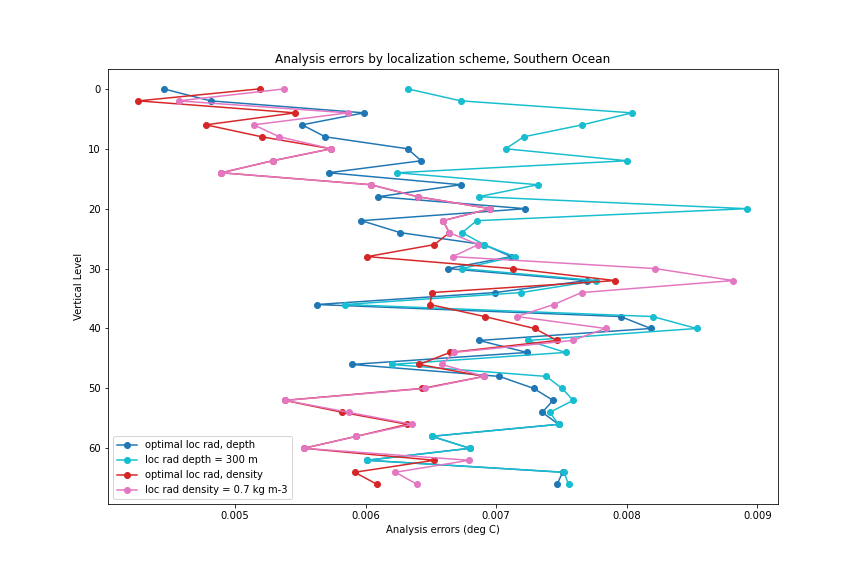 Analysis errors by localization scheme, Southern Ocean
Vertical Level
0
10
20
30
40
50
60
optimal loc rad, depth
loc rad depth = 300 m
optimal loc rad, density
loc rad density = 0.7 kg m-3
0.005 0.006 0.007 0.008 0.009
Analysis errors (deg C)